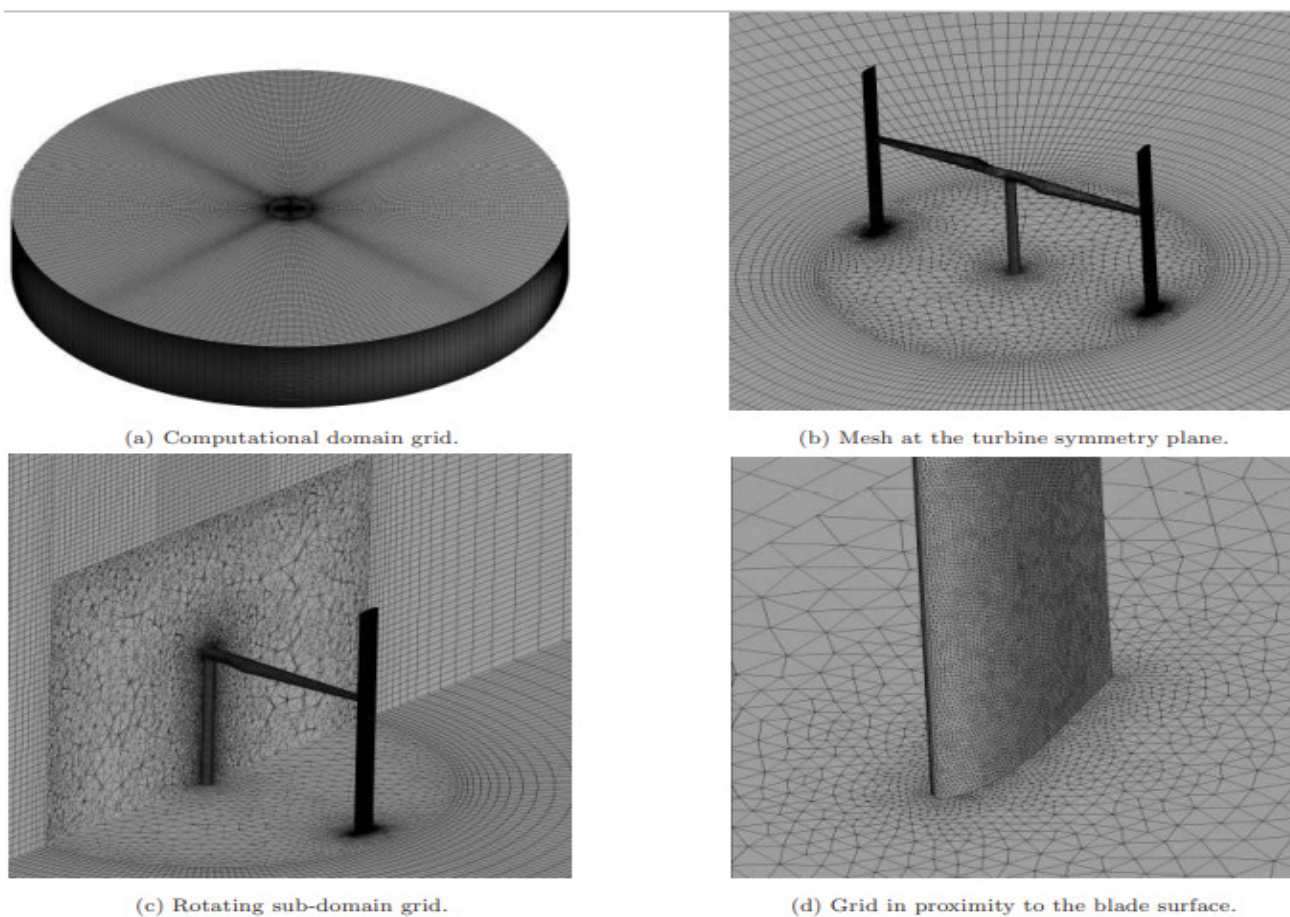 (a) Computational domain grid.
(b) Mesh at the turbine symmetry plane.
(c) Rotating sub-domain grid.
(d) Grid in proximity to the blade surface.